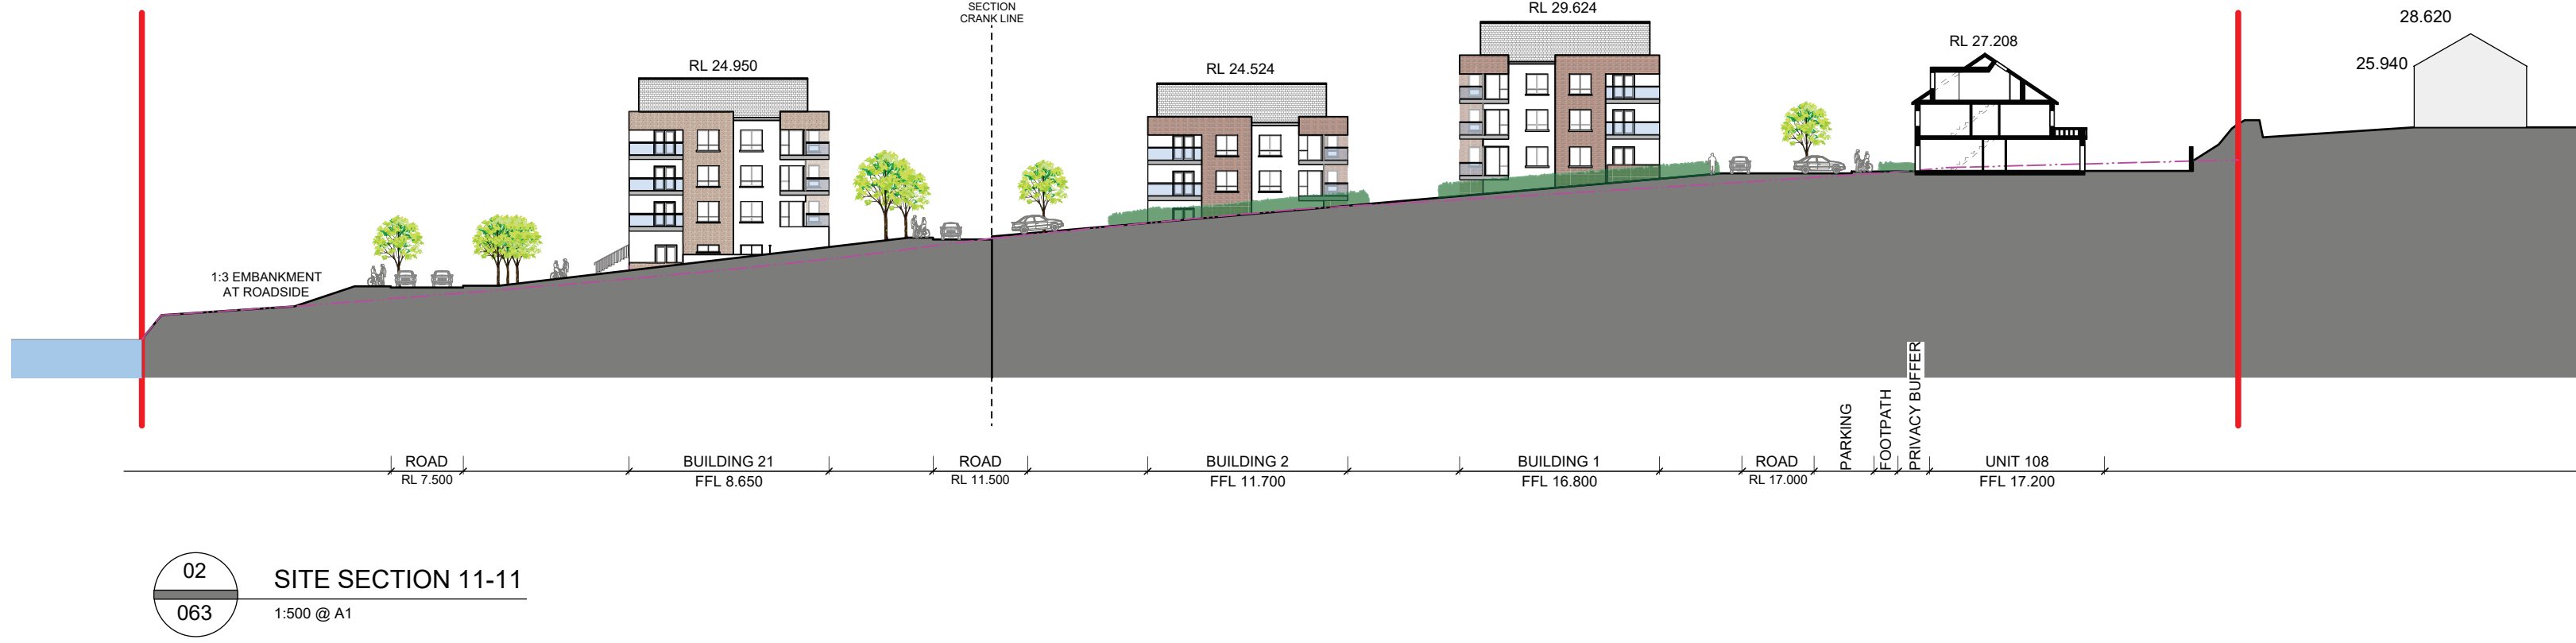 SECTION
CRANK LINE
RL 29.624
28.620
RL 27.208
25.940
RL 24.950
RL 24.524
1:3 EMBANKMENT
AT ROADSIDE
PARKING
FOOTPATH
PRIVACY BUFFER
ROAD
RL 7.500
BUILDING 21
FFL 8.650
ROAD
RL 11.500
BUILDING 2
FFL 11.700
BUILDING 1
FFL 16.800
ROAD
RL 17.000
UNIT 108
FFL 17.200
02
063
SITE SECTION 11-11
1:500 @ A1